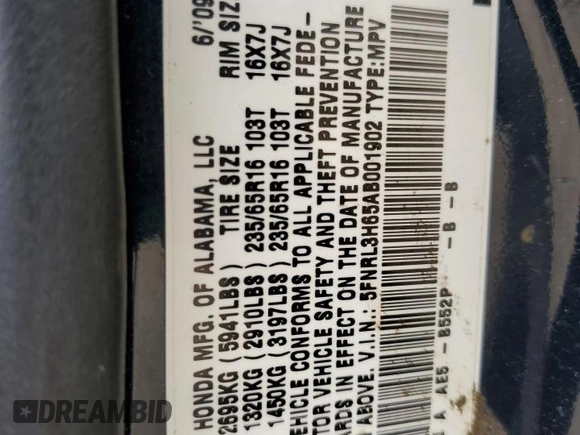 HONDA MFG. OF ALABAMA, LLC 6/'09
2695KG (5941LBS) TIRE SIZE RIM SIZ
1320KG (2910LBS) 235/65R16 103T 16X7J
1450KG (3197LBS) 235/65R16 103T 16X7J
EHICLE CONFORMS TO ALL APPLICABLE FEDE-
TOR VEHICLE SAFETY AND THEFT PREVENTION
ARDS IN EFFECT ON THE DATE OF MANUFACTURE
ABOVE. V.I.N.: 5FNRL3H65AB001902 TYPE:MPV
A AE5 - B552P - B - B
DREAMBID